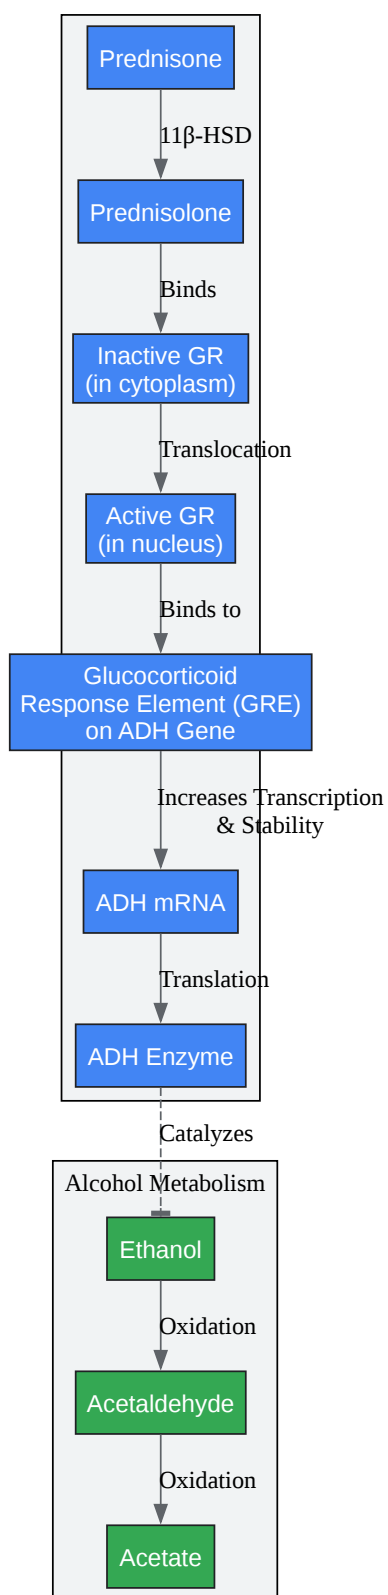 Prednisone
11β-HSD
Prednisolone
Binds
Inactive GR
(in cytoplasm)
Translocation
Active GR
(in nucleus)
Binds to
Glucocorticoid
Response Element (GRE)
on ADH Gene
Increases Transcription
& Stability
ADH mRNA
Translation
ADH Enzyme
Catalyzes
Alcohol Metabolism
Ethanol
Oxidation
Acetaldehyde
Oxidation
Acetate